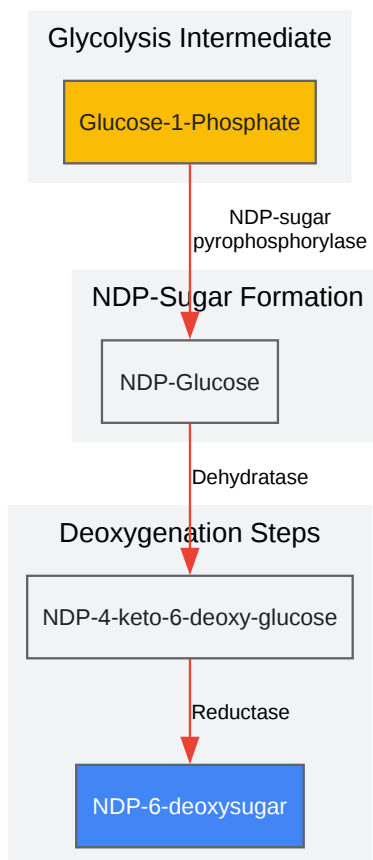 Glycolysis Intermediate
Glucose-1-Phosphate
NDP-sugar
pyrophosphorylase
NDP-Sugar Formation
NDP-Glucose
Dehydratase
Deoxygenation Steps
NDP-4-keto-6-deoxy-glucose
Reductase
NDP-6-deoxysugar